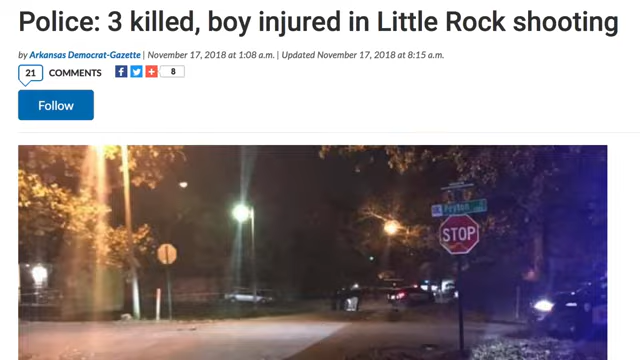 Police: 3 killed, boy injured in Little Rock shooting
by Arkansas Democrat-Gazette | November 17, 2018 at 1:08 a.m. | Updated November 17, 2018 at 8:15 a.m.
21 COMMENTS f 8
Follow
Peyton
STOP